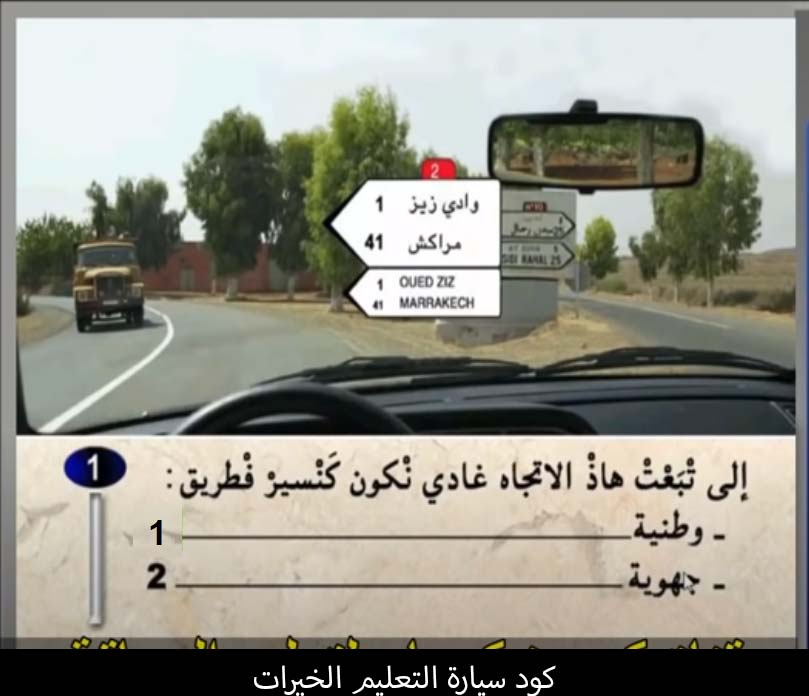 2
وادي زيز 1
مراكش 41
OUED ZIZ 1
MARRAKECH 41
SIDI RAHAL 25
1
إلى تْبَعْتْ هاذْ الاتجاه غادي نْكون كَنْسيرْ فْطريق :
ـ وطنية 1
ـ جهوية 2
كود سيارة التعليم الخيرات